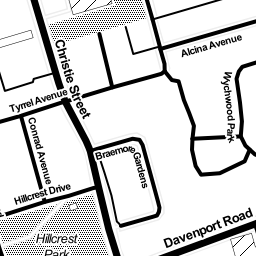 Christie Street
Alcina Avenue
Tyrrel Avenue
Wychwood Park
Conrad Avenue
Braemore
Gardens
Hillcrest Drive
Davenport Road
Hillcrest
Park